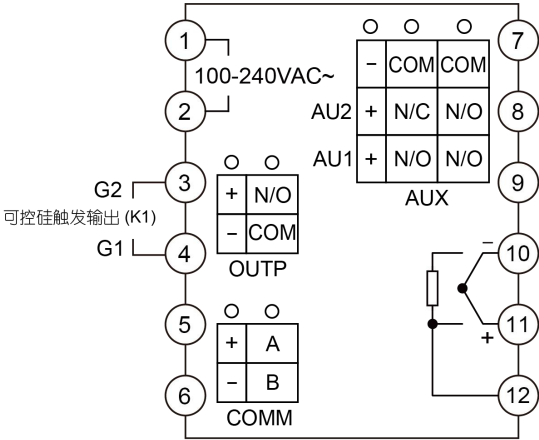 1
7
100-240VAC~
− COM COM
2
AU2 + N/C N/O
8
AU1 + N/O N/O
AUX
3
G2
+ N/O
9
可控硅触发输出 (K1)
− COM
G1
4
OUTP
−
10
5
+ A
11
+
− B
6
COMM
12